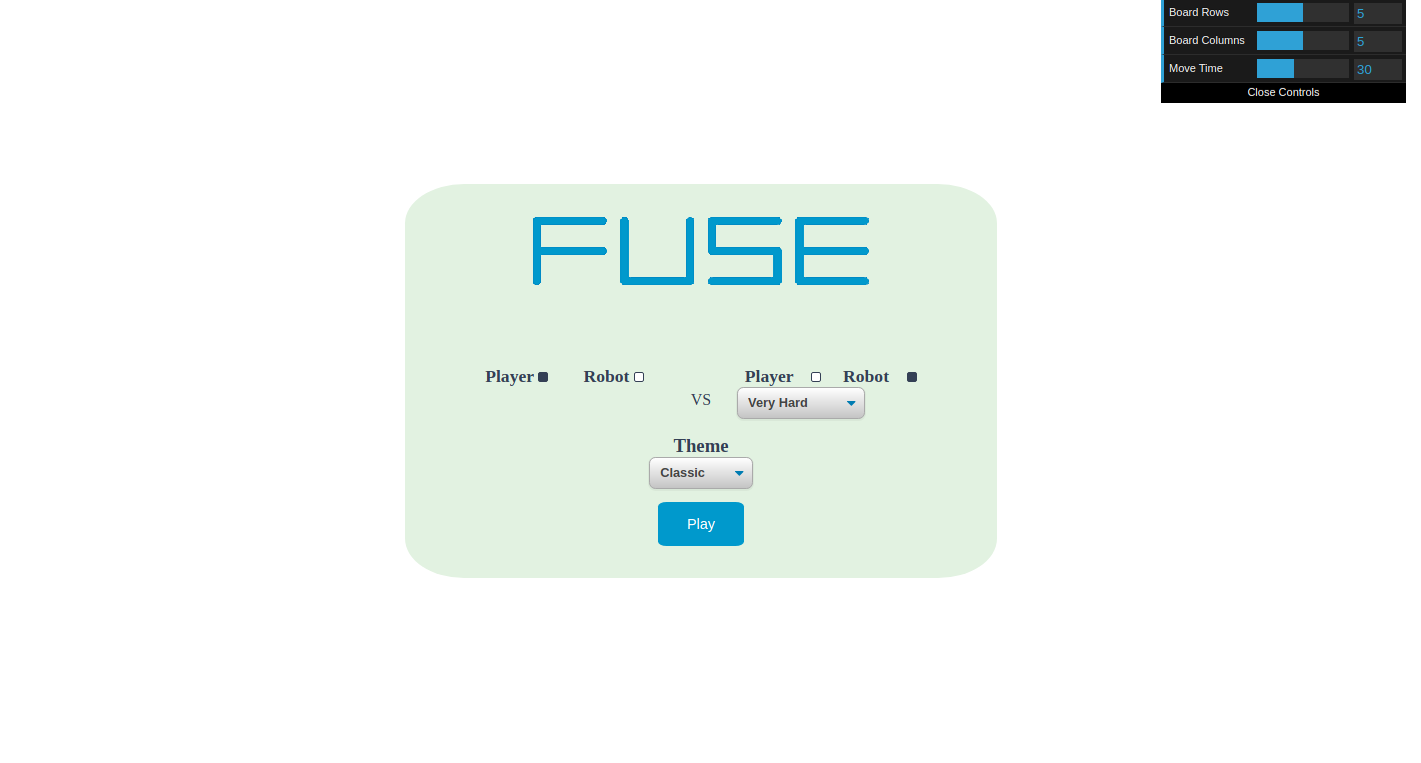 Board Rows 5
Board Columns 5
Move Time 30
Close Controls
FUSE
Player Robot Player Robot
VS Very Hard
Theme
Classic
Play